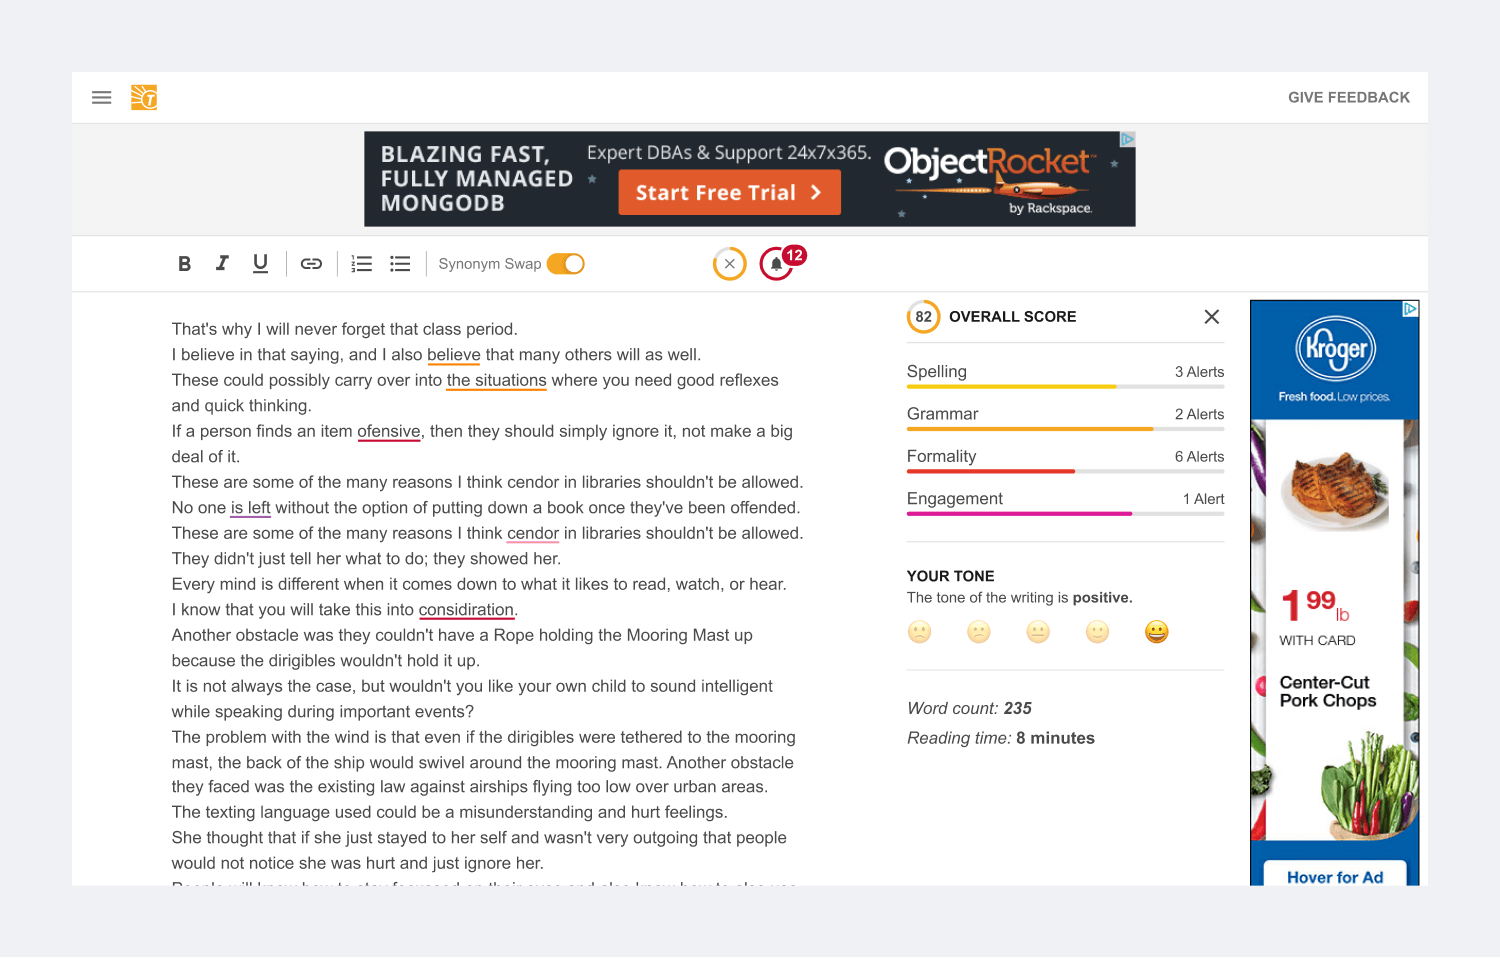 GIVE FEEDBACK
BLAZING FAST,
FULLY MANAGED
MONGODB
Expert DBAs & Support 24x7x365.
Start Free Trial
ObjectRocket™
by Rackspace.
B I U
Synonym Swap
12
That's why I will never forget that class period.
I believe in that saying, and I also believe that many others will as well.
These could possibly carry over into the situations where you need good reflexes
and quick thinking.
If a person finds an item ofensive, then they should simply ignore it, not make a big
deal of it.
These are some of the many reasons I think cendor in libraries shouldn't be allowed.
No one is left without the option of putting down a book once they've been offended.
These are some of the many reasons I think cendor in libraries shouldn't be allowed.
They didn't just tell her what to do; they showed her.
Every mind is different when it comes down to what it likes to read, watch, or hear.
I know that you will take this into considiration.
Another obstacle was they couldn't have a Rope holding the Mooring Mast up
because the dirigibles wouldn't hold it up.
It is not always the case, but wouldn't you like your own child to sound intelligent
while speaking during important events?
The problem with the wind is that even if the dirigibles were tethered to the mooring
mast, the back of the ship would swivel around the mooring mast. Another obstacle
they faced was the existing law against airships flying too low over urban areas.
The texting language used could be a misunderstanding and hurt feelings.
She thought that if she just stayed to her self and wasn't very outgoing that people
would not notice she was hurt and just ignore her.
82 OVERALL SCORE
Spelling 3 Alerts
Grammar 2 Alerts
Formality 6 Alerts
Engagement 1 Alert
YOUR TONE
The tone of the writing is positive.
Word count: 235
Reading time: 8 minutes
Kroger
Fresh food. Low prices.
1 99 lb
WITH CARD
Center-Cut
Pork Chops
Hover for Ad